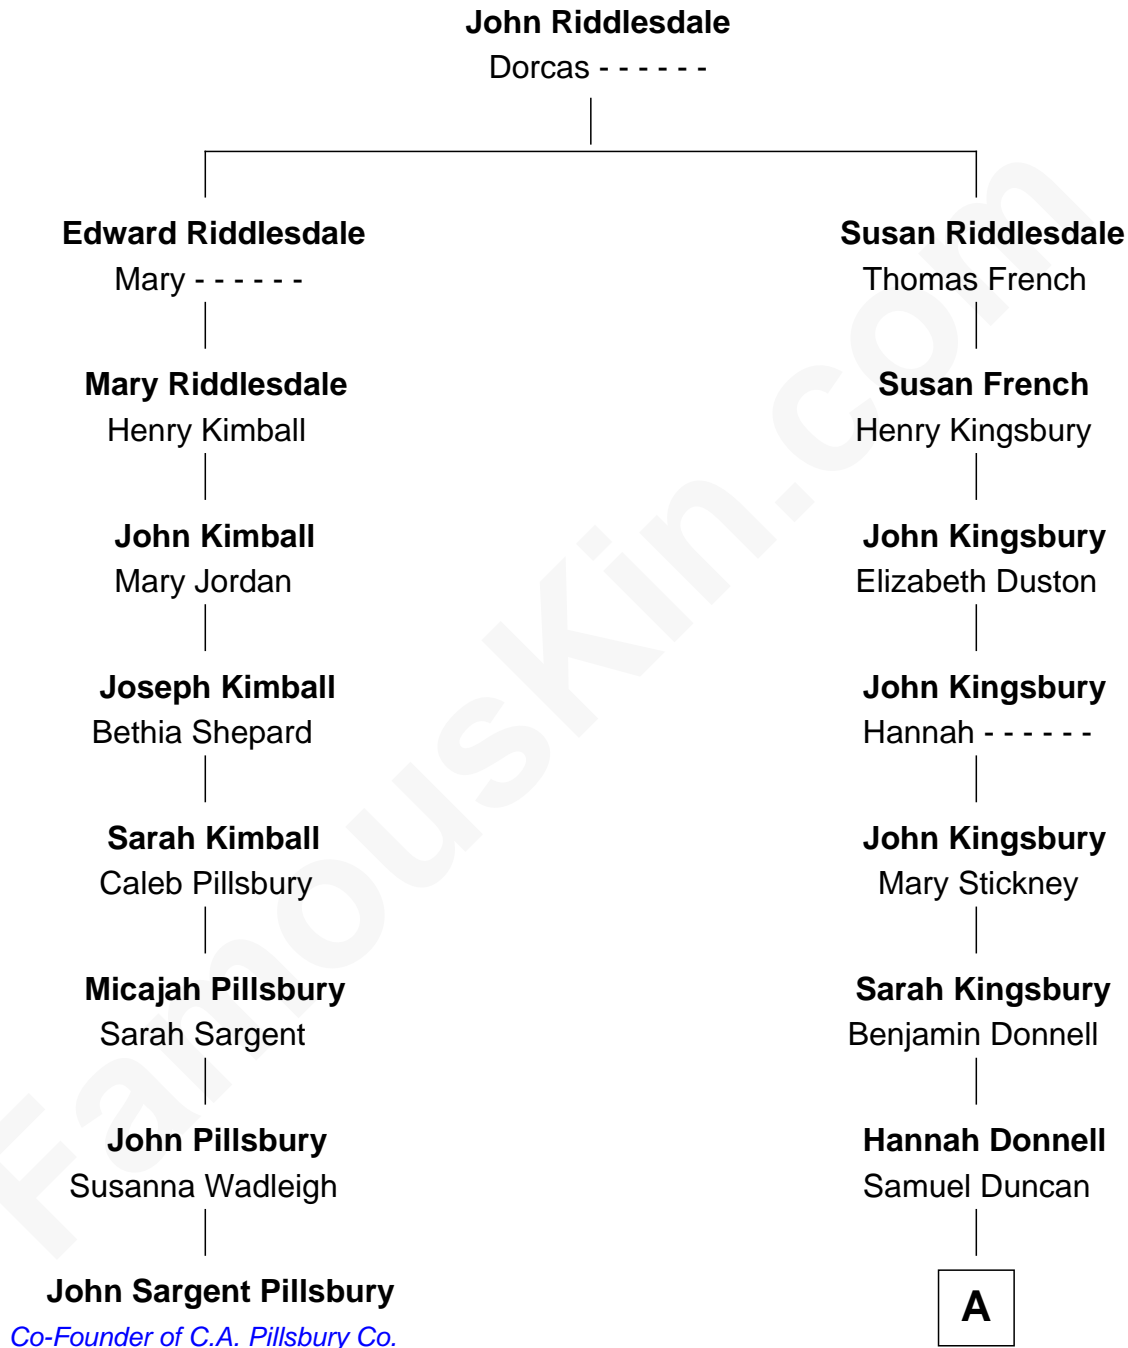 John Riddlesdale
Dorcas - - - - - -
Edward Riddlesdale
Mary - - - - - -
Susan Riddlesdale
Thomas French
Mary Riddlesdale
Henry Kimball
Susan French
Henry Kingsbury
John Kimball
Mary Jordan
John Kingsbury
Elizabeth Duston
Joseph Kimball
Bethia Shepard
John Kingsbury
Hannah - - - - - -
Sarah Kimball
Caleb Pillsbury
John Kingsbury
Mary Stickney
Micajah Pillsbury
Sarah Sargent
Sarah Kingsbury
Benjamin Donnell
John Pillsbury
Susanna Wadleigh
Hannah Donnell
Samuel Duncan
John Sargent Pillsbury
Co-Founder of C.A. Pillsbury Co.
A
FamousKin.com